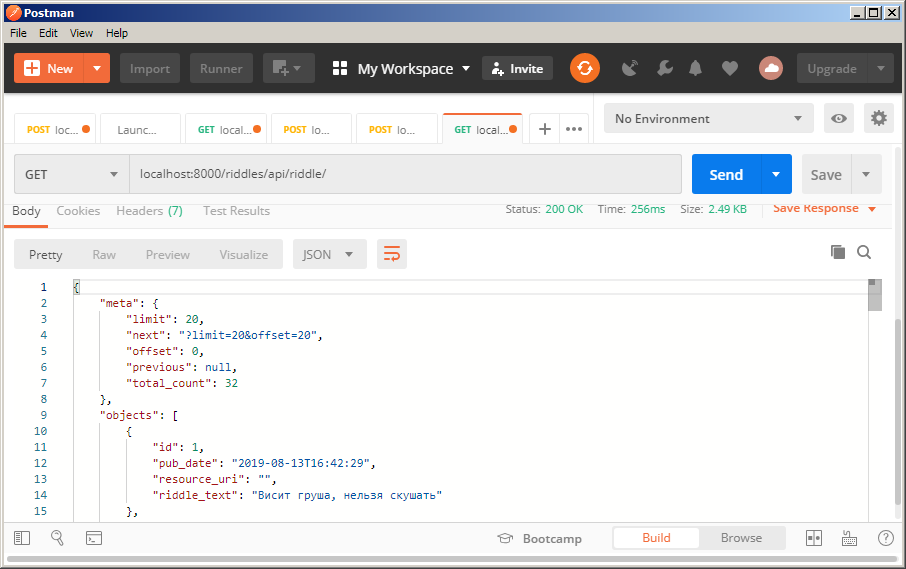 Postman
File Edit View Help
New Import Runner My Workspace Invite Upgrade
POST loc... Launc... GET local... POST lo... POST lo... GET local... + ••• No Environment
GET localhost:8000/riddles/api/riddle/ Send Save
Body Cookies Headers (7) Test Results Status: 200 OK Time: 256ms Size: 2.49 KB Save Response
Pretty Raw Preview Visualize JSON
1 {
2 "meta": {
3 "limit": 20,
4 "next": "?limit=20&offset=20",
5 "offset": 0,
6 "previous": null,
7 "total_count": 32
8 },
9 "objects": [
10 {
11 "id": 1,
12 "pub_date": "2019-08-13T16:42:29",
13 "resource_uri": "",
14 "riddle_text": "Висит груша, нельзя скушать"
15 },
Bootcamp Build Browse ?